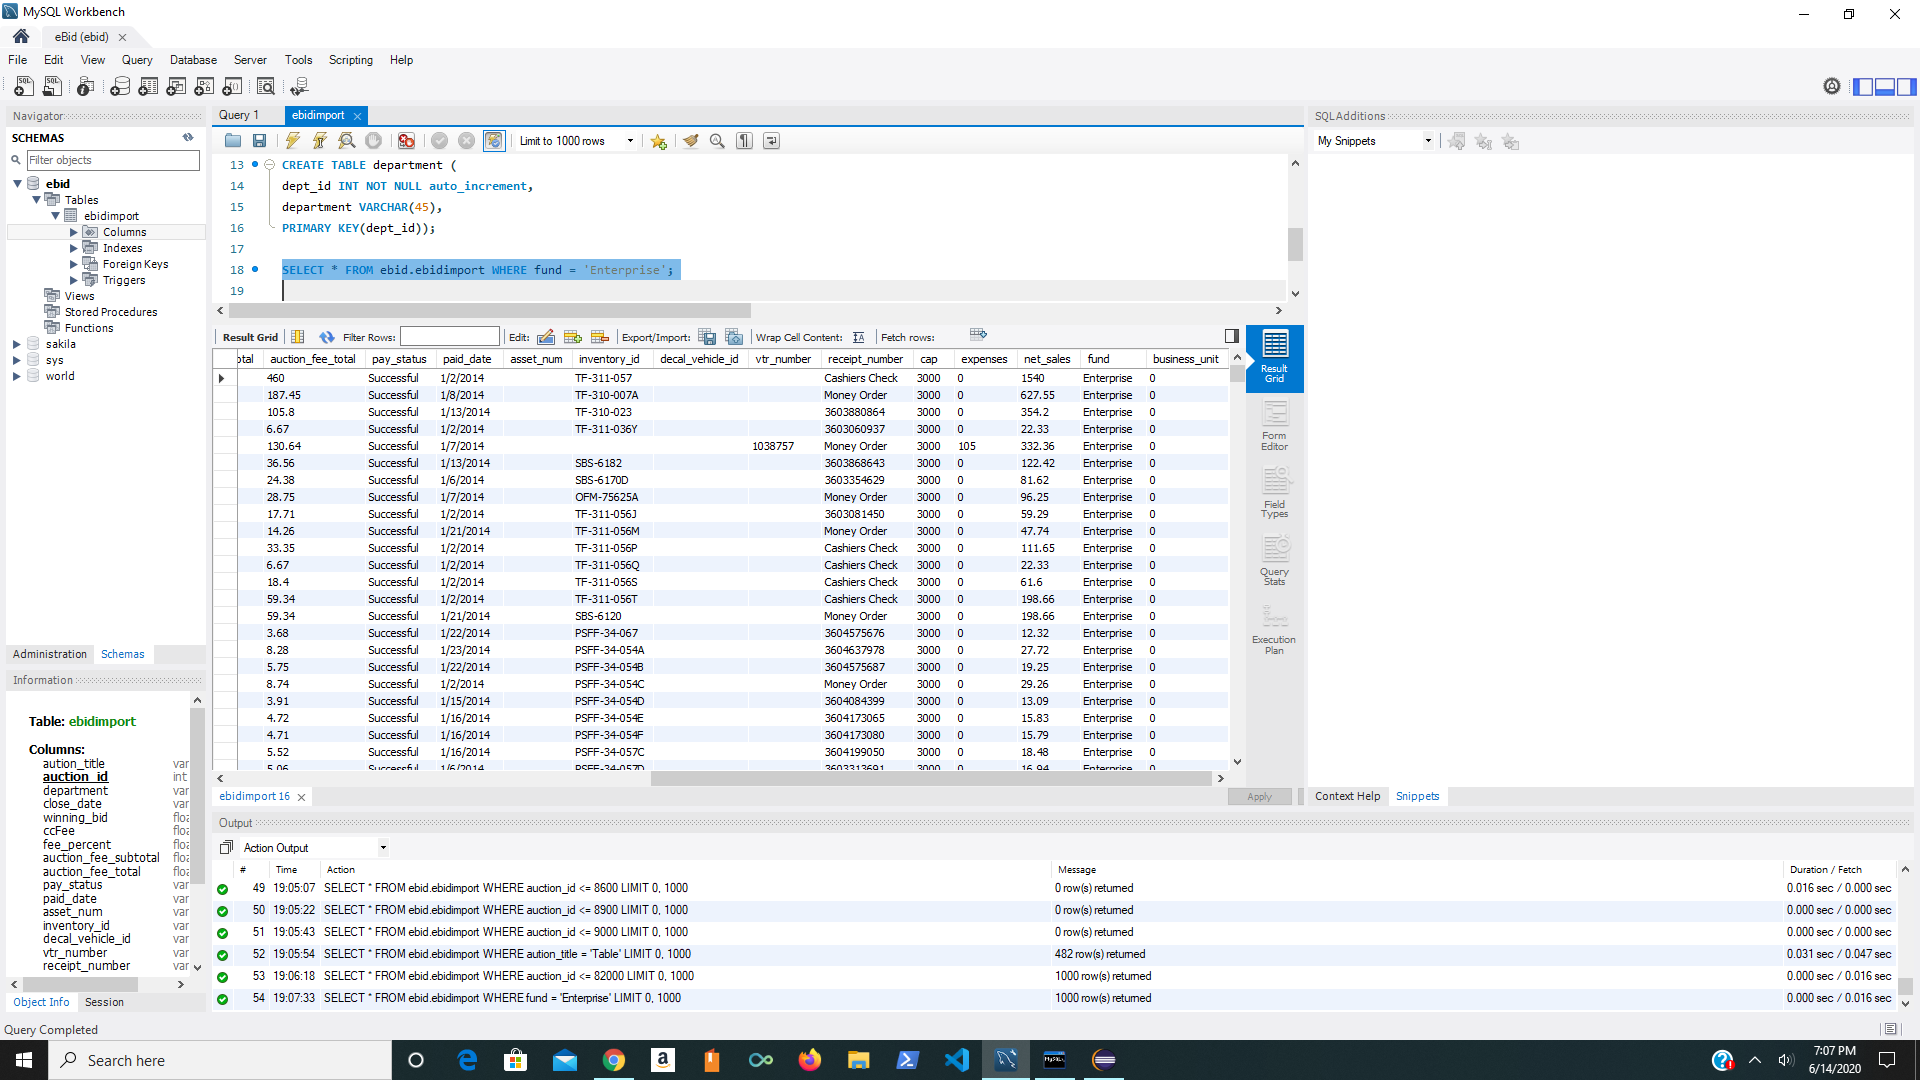 MySQL Workbench
eBid (ebid)
File Edit View Query Database Server Tools Scripting Help
Navigator
SCHEMAS
Filter objects
ebid
Tables
ebidimport
Columns
Indexes
Foreign Keys
Triggers
Views
Stored Procedures
Functions
sakila
sys
world
Administration Schemas
Information
Table: ebidimport
Columns:
aution_title var
auction_id int
department var
close_date var
winning_bid floa
ccFee floa
fee_percent floa
auction_fee_subtotal floa
auction_fee_total floa
pay_status var
paid_date var
asset_num var
inventory_id var
decal_vehicle_id var
vtr_number var
receipt_number var
Object Info Session
Query 1 ebidimport
Limit to 1000 rows
13 CREATE TABLE department (
14 dept_id INT NOT NULL auto_increment,
15 department VARCHAR(45),
16 PRIMARY KEY(dept_id));
17
18 SELECT * FROM ebid.ebidimport WHERE fund = 'Enterprise';
19
Result Grid Filter Rows: Edit: Export/Import: Wrap Cell Content: Fetch rows:
otal auction_fee_total pay_status paid_date asset_num inventory_id decal_vehicle_id vtr_number receipt_number cap expenses net_sales fund business_unit
460 Successful 1/2/2014 TF-311-057 Cashiers Check 3000 0 1540 Enterprise 0
187.45 Successful 1/8/2014 TF-310-007A Money Order 3000 0 627.55 Enterprise 0
105.8 Successful 1/13/2014 TF-310-023 3603880864 3000 0 354.2 Enterprise 0
6.67 Successful 1/2/2014 TF-311-036Y 3603060937 3000 0 22.33 Enterprise 0
130.64 Successful 1/7/2014 1038757 Money Order 3000 105 332.36 Enterprise 0
36.56 Successful 1/13/2014 SBS-6182 3603868643 3000 0 122.42 Enterprise 0
24.38 Successful 1/6/2014 SBS-6170D 3603354629 3000 0 81.62 Enterprise 0
28.75 Successful 1/7/2014 OFM-75625A Money Order 3000 0 96.25 Enterprise 0
17.71 Successful 1/2/2014 TF-311-056J 3603081450 3000 0 59.29 Enterprise 0
14.26 Successful 1/21/2014 TF-311-056M Money Order 3000 0 47.74 Enterprise 0
33.35 Successful 1/2/2014 TF-311-056P Cashiers Check 3000 0 111.65 Enterprise 0
6.67 Successful 1/2/2014 TF-311-056Q Cashiers Check 3000 0 22.33 Enterprise 0
18.4 Successful 1/2/2014 TF-311-056S Cashiers Check 3000 0 61.6 Enterprise 0
59.34 Successful 1/2/2014 TF-311-056T Cashiers Check 3000 0 198.66 Enterprise 0
59.34 Successful 1/21/2014 SBS-6120 Money Order 3000 0 198.66 Enterprise 0
3.68 Successful 1/22/2014 PSFF-34-067 3604575676 3000 0 12.32 Enterprise 0
8.28 Successful 1/23/2014 PSFF-34-054A 3604637978 3000 0 27.72 Enterprise 0
5.75 Successful 1/22/2014 PSFF-34-054B 3604575687 3000 0 19.25 Enterprise 0
8.74 Successful 1/2/2014 PSFF-34-054C Money Order 3000 0 29.26 Enterprise 0
3.91 Successful 1/15/2014 PSFF-34-054D 3604084399 3000 0 13.09 Enterprise 0
4.72 Successful 1/16/2014 PSFF-34-054E 3604173065 3000 0 15.83 Enterprise 0
4.71 Successful 1/16/2014 PSFF-34-054F 3604173080 3000 0 15.79 Enterprise 0
5.52 Successful 1/16/2014 PSFF-34-057C 3604199050 3000 0 18.48 Enterprise 0
5.06 Successful 1/6/2014 PSFF-34-057D 3603313691 3000 0 16.94 Enterprise 0
Result Grid
Form Editor
Field Types
Query Stats
Execution Plan
ebidimport 16 Apply
SQLAdditions
My Snippets
Context Help Snippets
Output
Action Output
# Time Action Message Duration / Fetch
49 19:05:07 SELECT * FROM ebid.ebidimport WHERE auction_id <= 8600 LIMIT 0, 1000 0 row(s) returned 0.016 sec / 0.000 sec
50 19:05:22 SELECT * FROM ebid.ebidimport WHERE auction_id <= 8900 LIMIT 0, 1000 0 row(s) returned 0.000 sec / 0.000 sec
51 19:05:43 SELECT * FROM ebid.ebidimport WHERE auction_id <= 9000 LIMIT 0, 1000 0 row(s) returned 0.000 sec / 0.000 sec
52 19:05:54 SELECT * FROM ebid.ebidimport WHERE aution_title = 'Table' LIMIT 0, 1000 482 row(s) returned 0.031 sec / 0.047 sec
53 19:06:18 SELECT * FROM ebid.ebidimport WHERE auction_id <= 82000 LIMIT 0, 1000 1000 row(s) returned 0.000 sec / 0.016 sec
54 19:07:33 SELECT * FROM ebid.ebidimport WHERE fund = 'Enterprise' LIMIT 0, 1000 1000 row(s) returned 0.000 sec / 0.016 sec
Query Completed
Search here
7:07 PM
6/14/2020